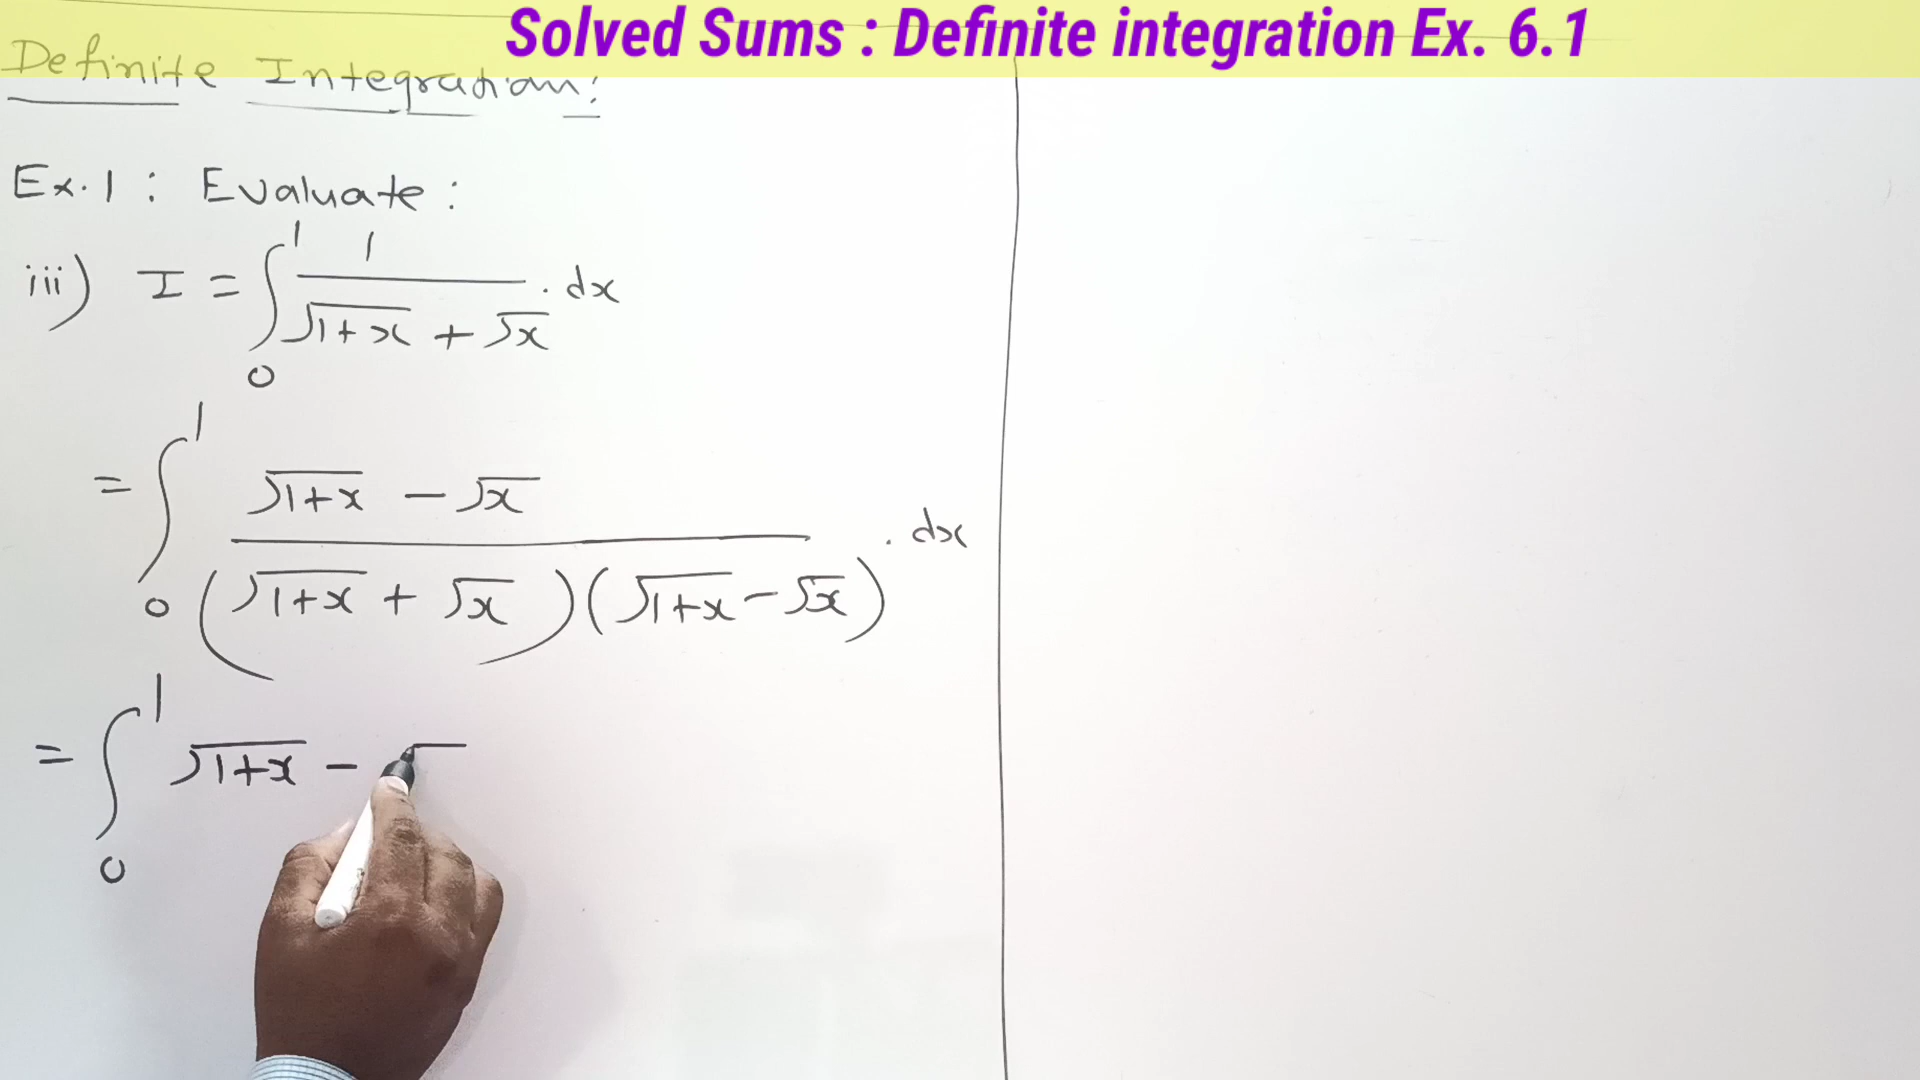 Solved Sums : Definite integration Ex. 6.1
Definite Integration:
Ex.1 : Evaluate :
iii) I = ∫₀¹ 1/(√(1+x) + √x) . dx
= ∫₀¹ (√(1+x) − √x)/((√(1+x) + √x)(√(1+x) − √x)) . dx
= ∫₀¹ √(1+x) − √